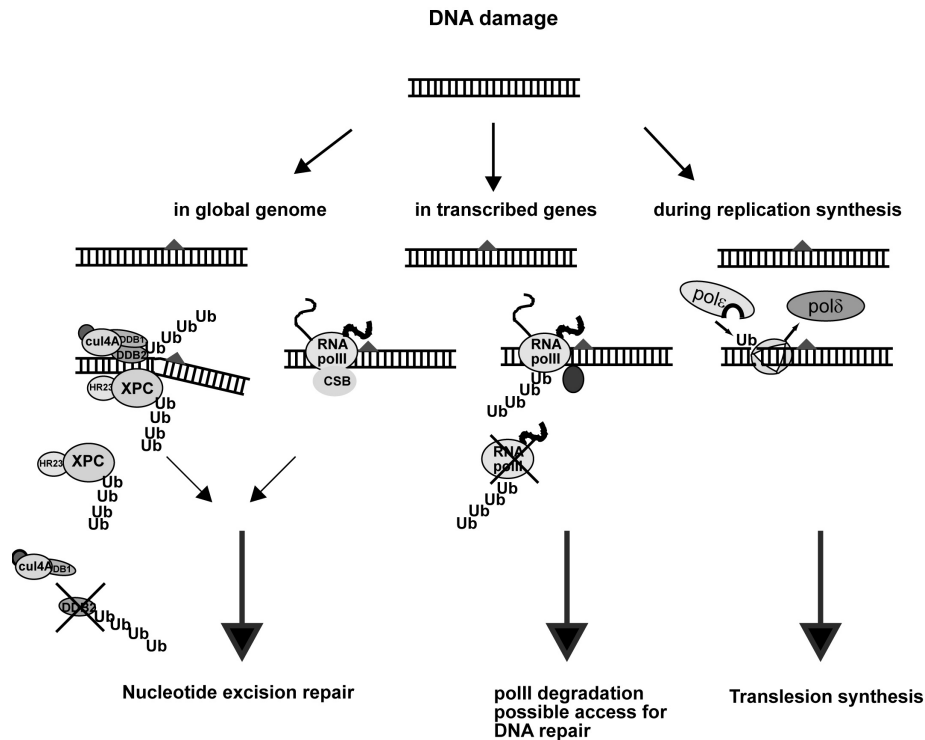 DNA damage
in global genome
in transcribed genes
during replication synthesis
polε
polδ
Ub
cul4A DDB1
DDB2
Ub
Ub
Ub
Ub
HR23 XPC
Ub
Ub
Ub
Ub
RNA
polII
CSB
RNA
polII
Ub
Ub
Ub
RNA
polII
Ub
Ub
Ub
Ub
HR23 XPC
Ub
Ub
Ub
Ub
cul4A DB1
DDB2
Ub
Ub
Ub
Ub
Nucleotide excision repair
polII degradation
possible access for
DNA repair
Translesion synthesis